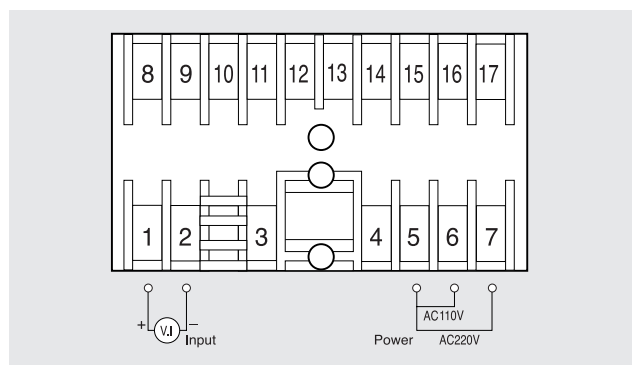 8 9 10 11 12 13 14 15 16 17
1 2 3 4 5 6 7
+ V.I − Input
AC110V
Power AC220V